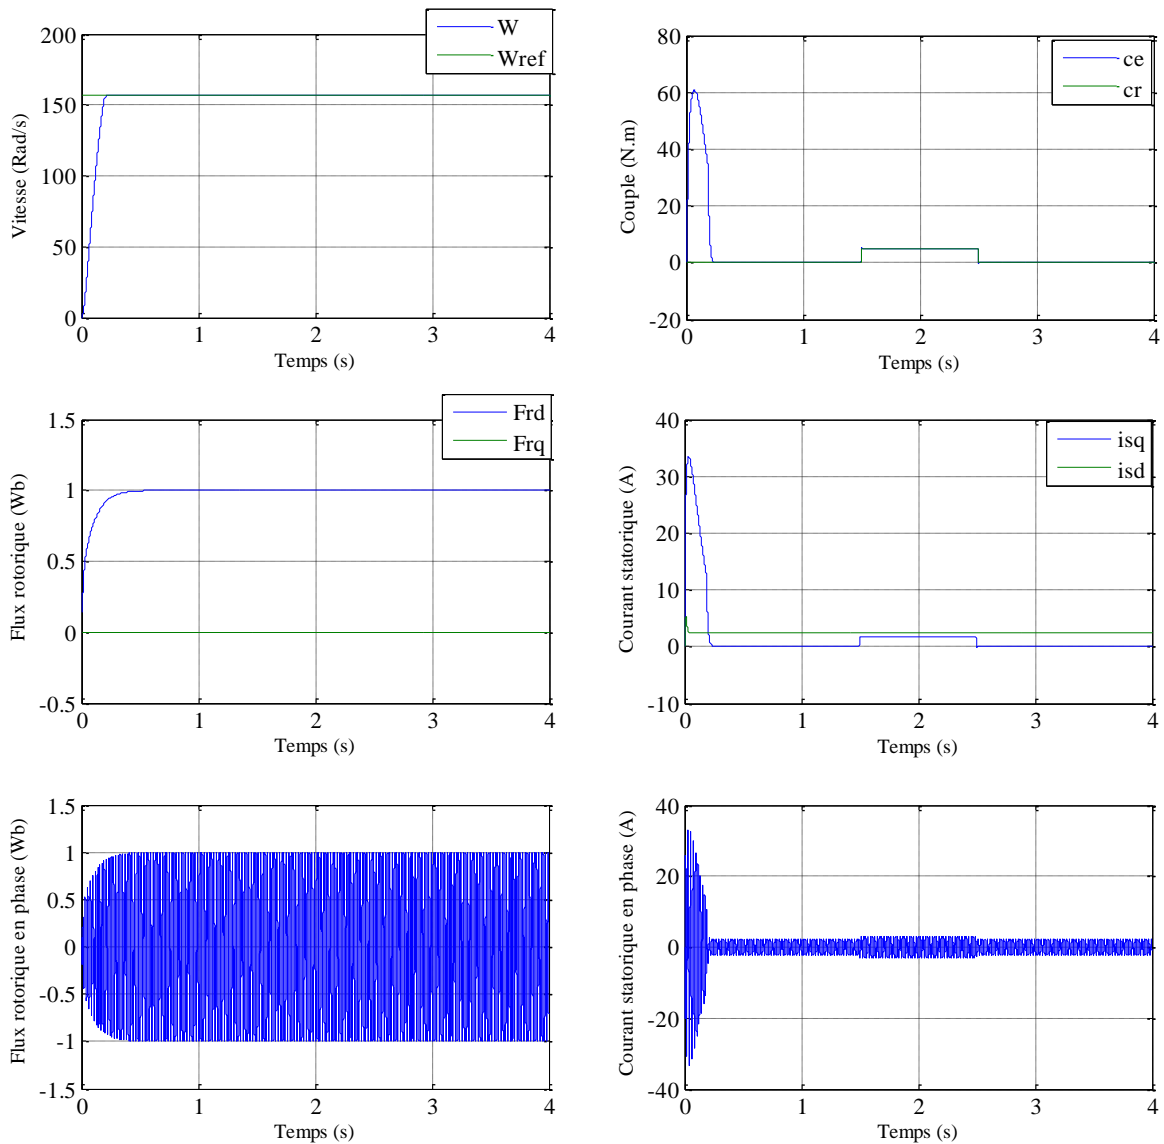 W
Wref
200
150
100
50
0
Vitesse (Rad/s)
0 1 2 3 4
Temps (s)
ce
cr
80
60
40
20
0
-20
Couple (N.m)
0 1 2 3 4
Temps (s)
Frd
Frq
1.5
1
0.5
0
-0.5
Flux rotorique (Wb)
0 1 2 3 4
Temps (s)
isq
isd
40
30
20
10
0
-10
Courant statorique (A)
0 1 2 3 4
Temps (s)
1.5
1
0.5
0
-0.5
-1
-1.5
Flux rotorique en phase (Wb)
0 1 2 3 4
Temps (s)
40
20
0
-20
-40
Courant statorique en phase (A)
0 1 2 3 4
Temps (s)